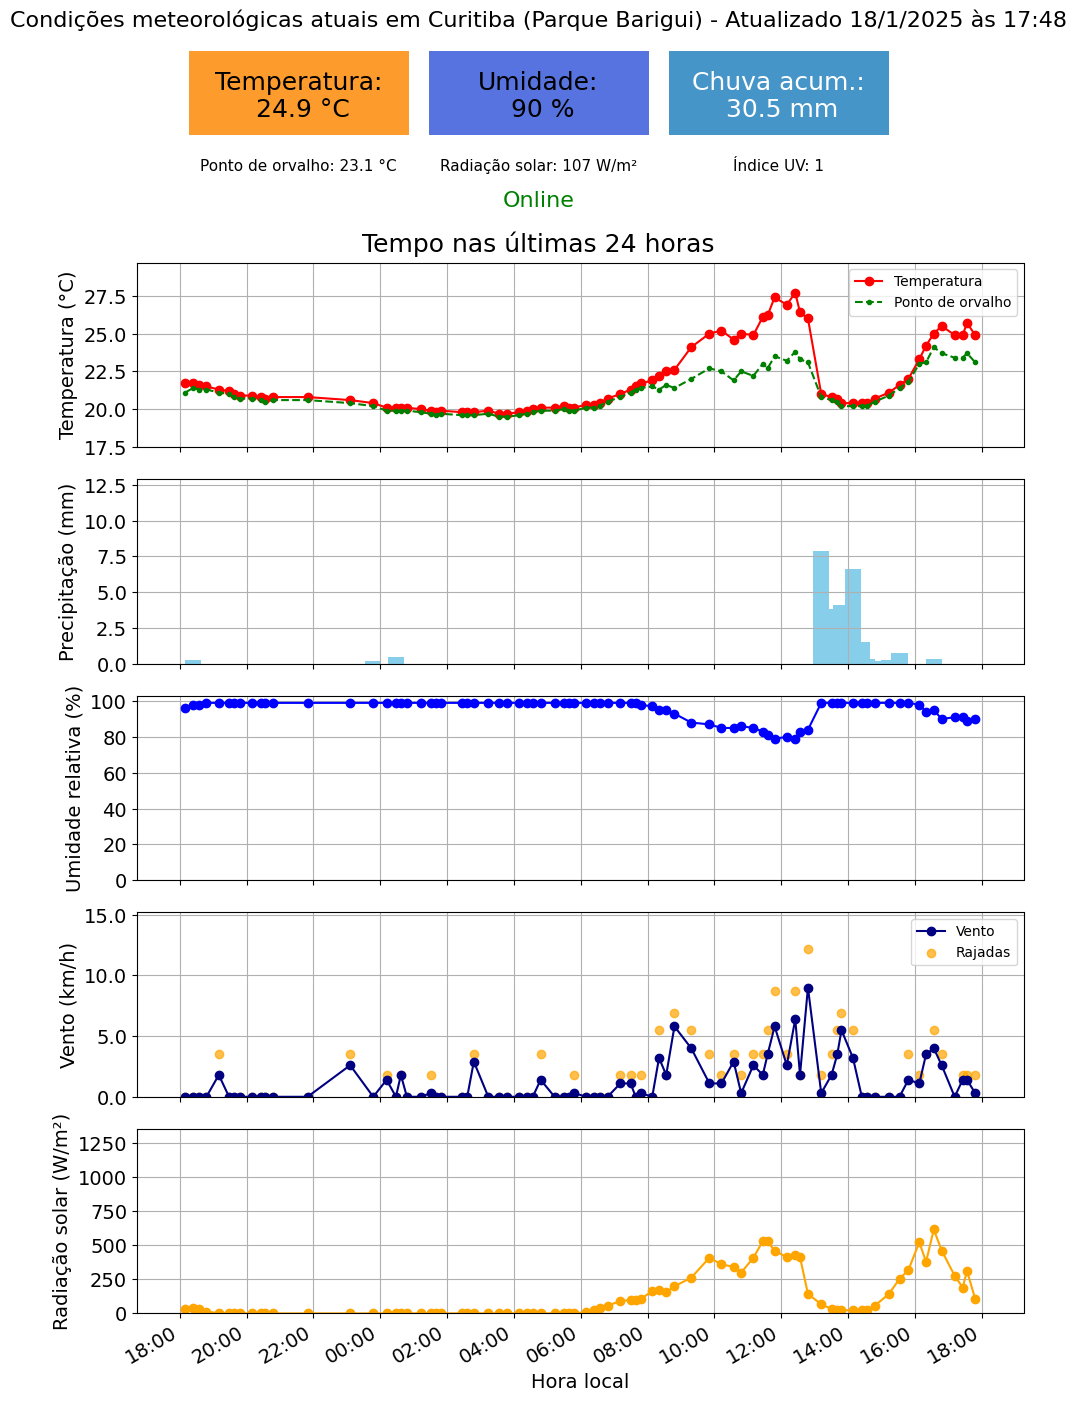 Condições meteorológicas atuais em Curitiba (Parque Barigui) - Atualizado 18/1/2025 às 17:48
Temperatura:
24.9 °C
Umidade:
90 %
Chuva acum.:
30.5 mm
Ponto de orvalho: 23.1 °C
Radiação solar: 107 W/m²
Índice UV: 1
Online
Tempo nas últimas 24 horas
Temperatura (°C)
27.5
25.0
22.5
20.0
17.5
Temperatura
Ponto de orvalho
Precipitação (mm)
12.5
10.0
7.5
5.0
2.5
0.0
Umidade relativa (%)
100
80
60
40
20
0
Vento (km/h)
15.0
10.0
5.0
0.0
Vento
Rajadas
Radiação solar (W/m²)
1250
1000
750
500
250
0
18:00
20:00
22:00
00:00
02:00
04:00
06:00
08:00
10:00
12:00
14:00
16:00
18:00
Hora local